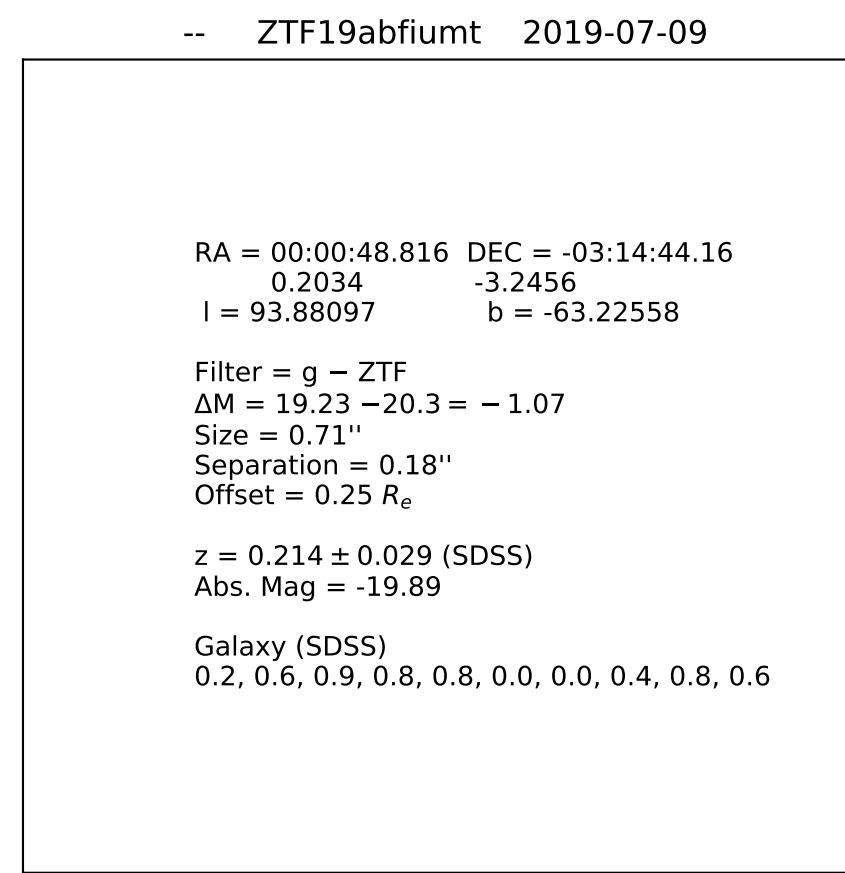 -- ZTF19abfiumt 2019-07-09
RA = 00:00:48.816 DEC = -03:14:44.16
0.2034 -3.2456
l = 93.88097 b = -63.22558
Filter = g − ZTF
ΔM = 19.23 −20.3 = − 1.07
Size = 0.71''
Separation = 0.18''
Offset = 0.25 Re
z = 0.214 ± 0.029 (SDSS)
Abs. Mag = -19.89
Galaxy (SDSS)
0.2, 0.6, 0.9, 0.8, 0.8, 0.0, 0.0, 0.4, 0.8, 0.6